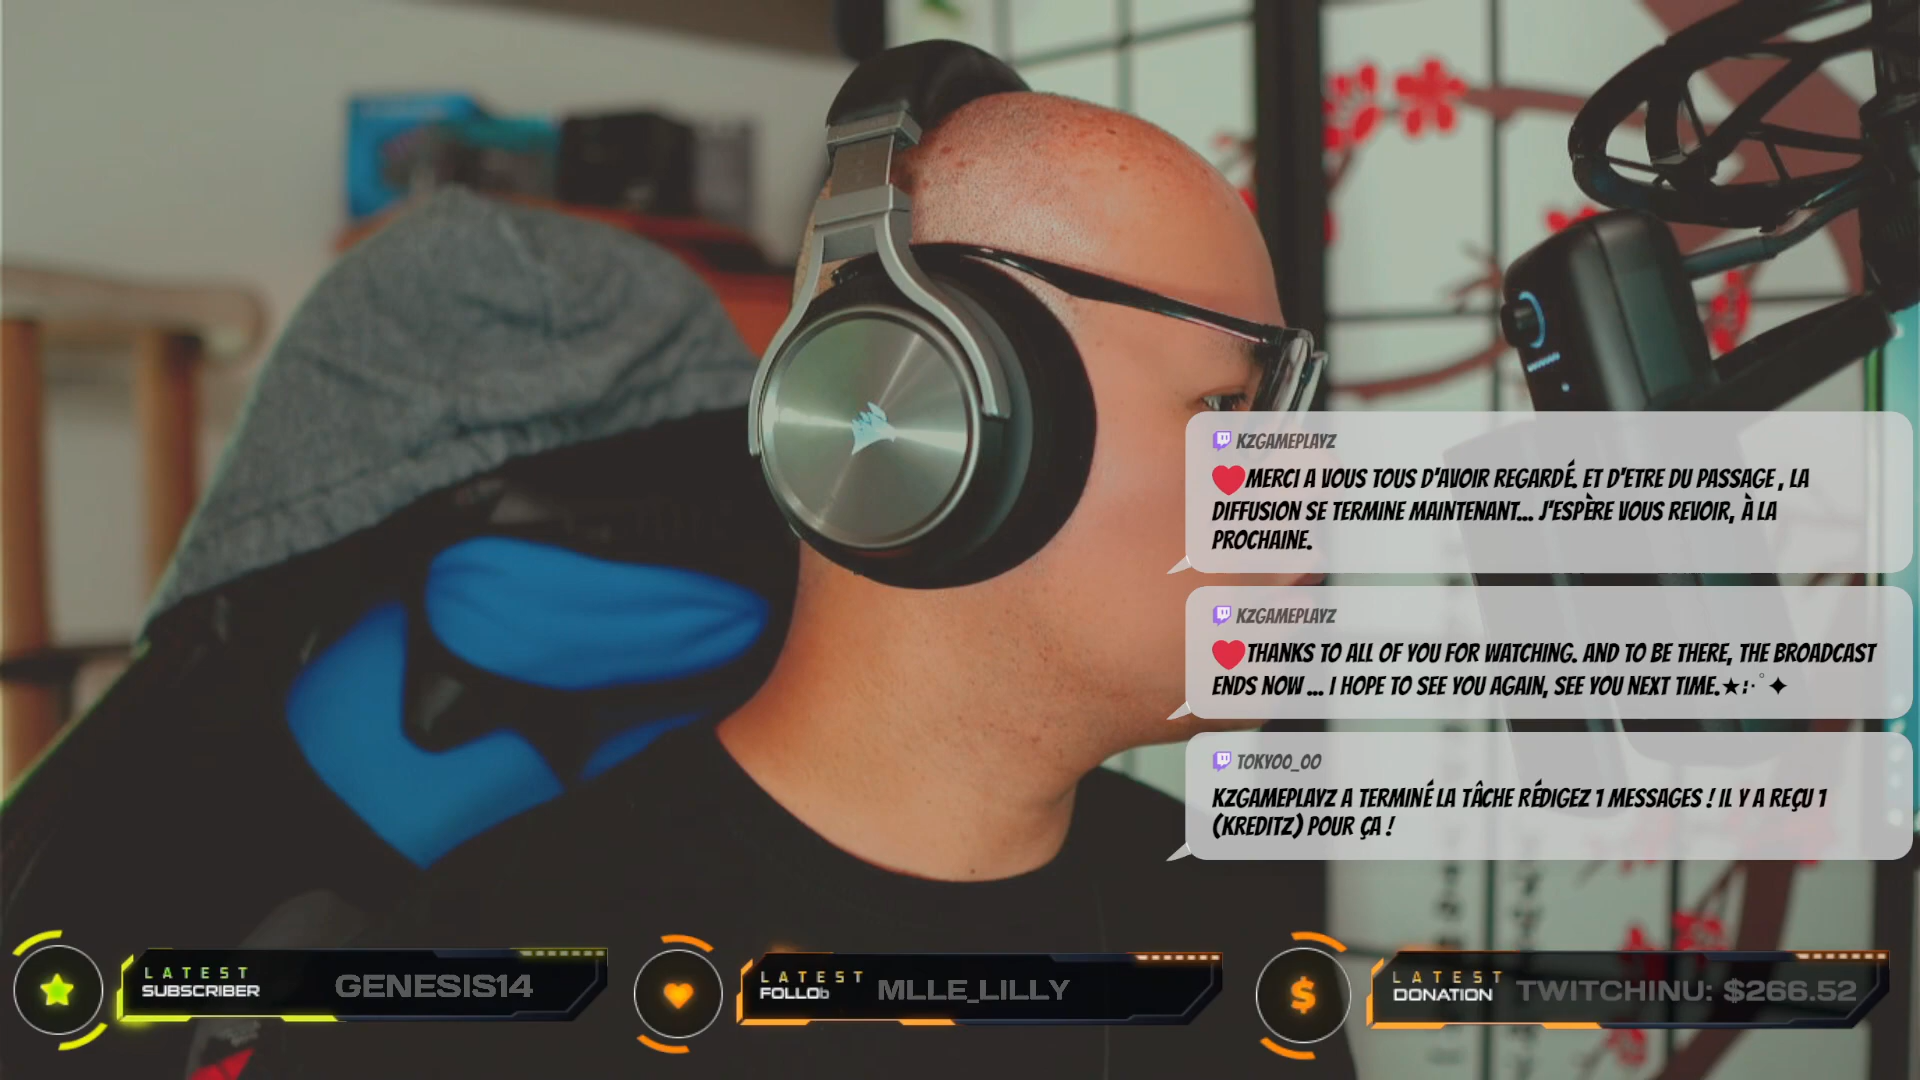 KZGAMEPLAYZ
❤️MERCI A VOUS TOUS D'AVOIR REGARDÉ. ET D'ETRE DU PASSAGE , LA
DIFFUSION SE TERMINE MAINTENANT... J'ESPÈRE VOUS REVOIR, À LA
PROCHAINE.
KZGAMEPLAYZ
❤️THANKS TO ALL OF YOU FOR WATCHING. AND TO BE THERE, THE BROADCAST
ENDS NOW ... I HOPE TO SEE YOU AGAIN, SEE YOU NEXT TIME.★:·˚✦
TOKYOO_OO
KZGAMEPLAYZ A TERMINÉ LA TÂCHE RÉDIGEZ 1 MESSAGES ! IL Y A REÇU 1
(KREDITZ) POUR ÇA !
LATEST
SUBSCRIBER
GENESIS14
LATEST
FOLLOb
MLLE_LILLY
LATEST
DONATION
TWITCHINU: $266.52